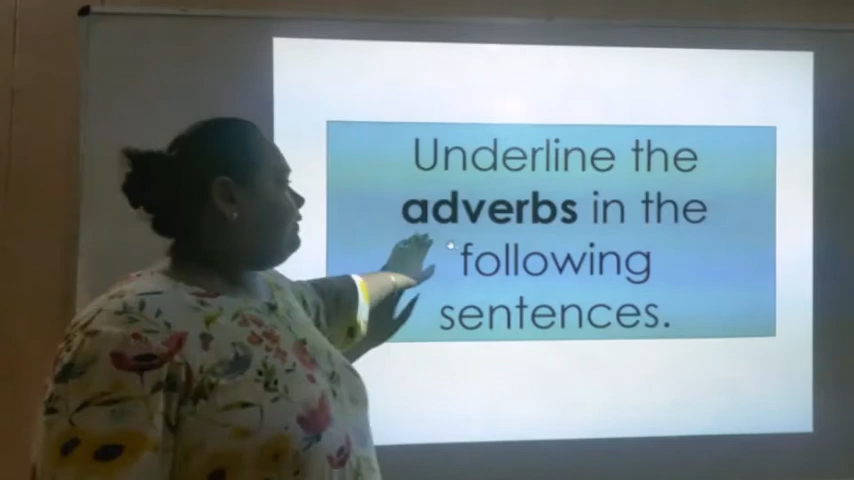 Underline the
adverbs in the
following
sentences.